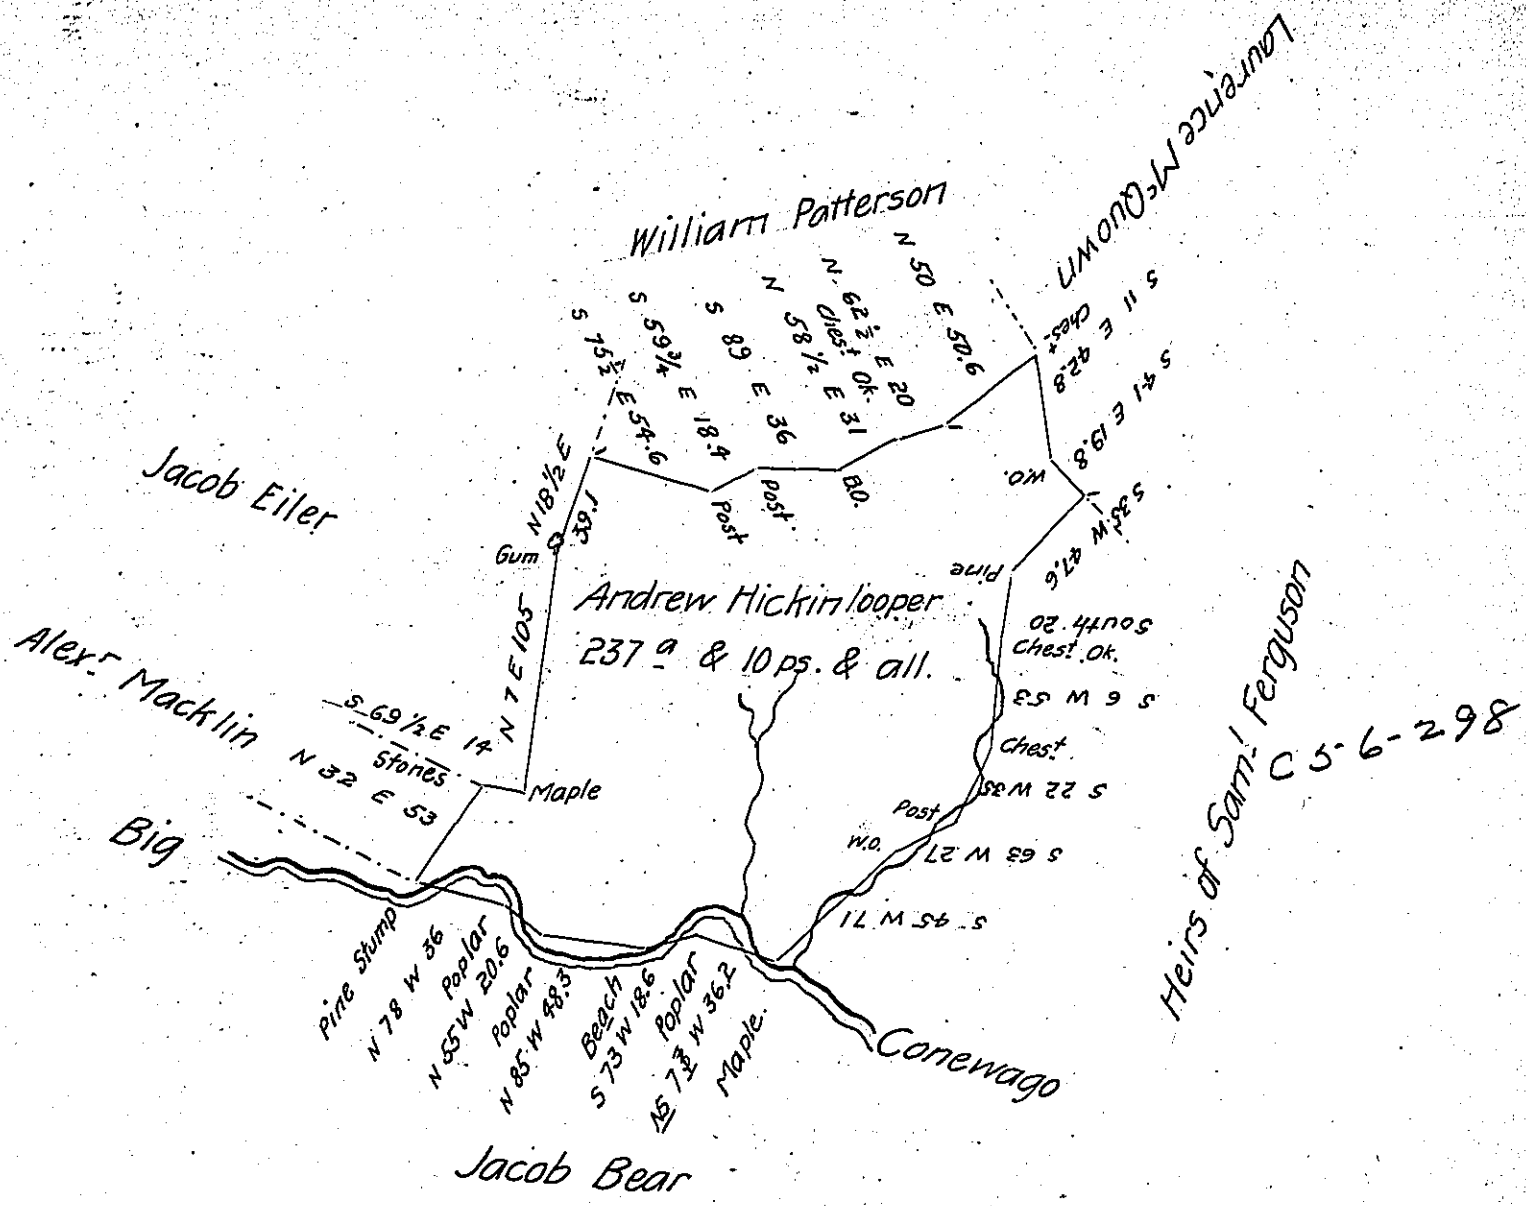 Laureince McQuown
William Patterson
S 75½ E 54.6
S 59¾ E 18.4
S 89 E 36
N 58½ E 31
N 62½ E 20
Chest Ok.
N 50 E 50.6
S 11 E 42.8
Chest
S 41 E 19.8
W.O.
S 35 W 47.6
Pine
South 20
Chest. Ok.
S 6 W 53
Chest.
S 22 W 35
Post
S 63 W 27
W.O.
S 45 W 71
Post
Post.
B.O.
Jacob Eiler
N 18½ E
39.1
Gum
N 7 E 105
Andrew Hickinlooper
237 a & 10 ps. & all.
Alexr Macklin
S 69½ E 14
Stones
N 32 E 53
Maple
Big
Pine Stump
N 78 W 36
Poplar
N 55 W 20.6
Poplar
N 85 W 48.3
Beach
S 73 W 18.6
Poplar
W 36.2
Maple.
Conewago
Jacob Bear
Heirs of Saml Ferguson
C 5-6-298